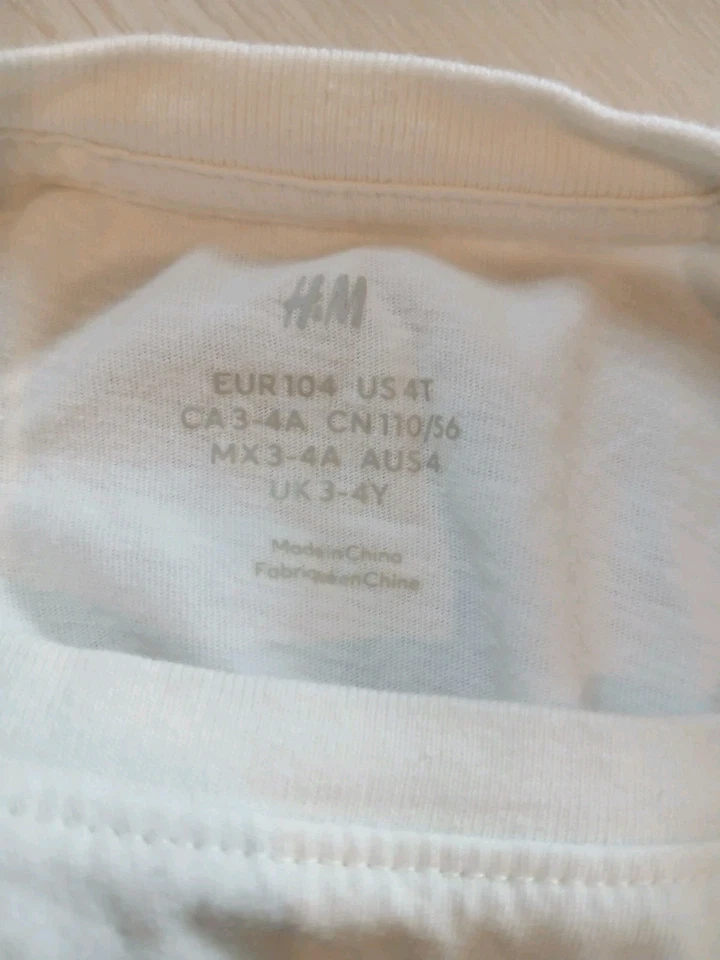 H&M
EUR 104 US 4T
CA 3-4A CN 110/56
MX 3-4A AUS 4
UK 3-4Y
Made in China
Fabriqué en Chine